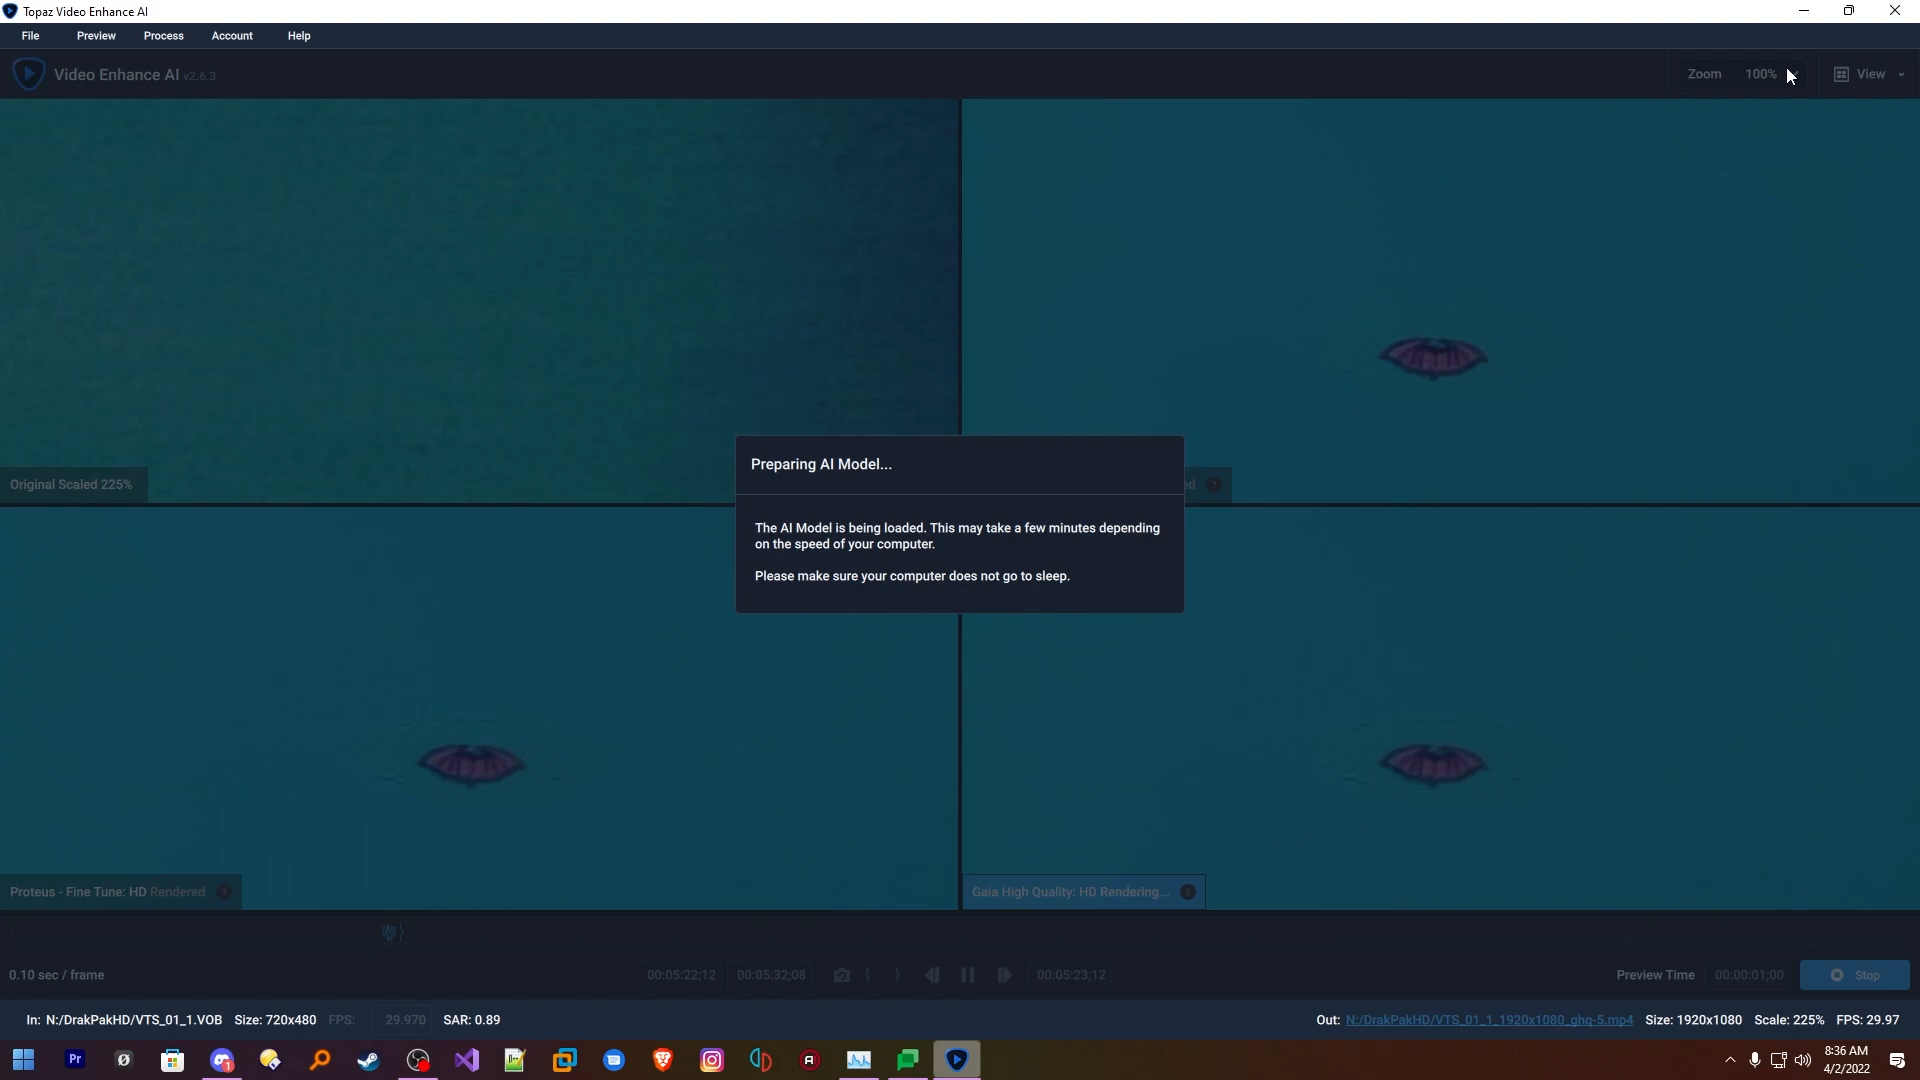 Topaz Video Enhance AI
File Preview Process Account Help
Video Enhance AI v2.6.3
Zoom 100% View
Original Scaled 225%
ed ?
Preparing AI Model...
The AI Model is being loaded. This may take a few minutes depending
on the speed of your computer.
Please make sure your computer does not go to sleep.
Proteus - Fine Tune: HD Rendered ?
Gaia High Quality: HD Rendering... ?
0.10 sec / frame
00:05:22;12 00:05:32;08 00:05:23;12
Preview Time 00:00:01;00 Stop
In: N:/DrakPakHD/VTS_01_1.VOB Size: 720x480 FPS: 29.970 SAR: 0.89
Out: N:/DrakPakHD/VTS_01_1_1920x1080_ghq-5.mp4 Size: 1920x1080 Scale: 225% FPS: 29.97
Pr
1
8:36 AM
4/2/2022